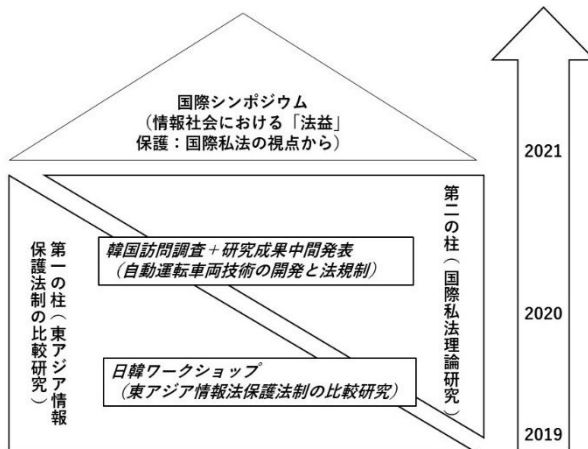 国際シンポジウム
（情報社会における「法益」
保護：国際私法の視点から）
2021
第一の柱（東アジア情報
保護法制の比較研究）
韓国訪問調査＋研究成果中間発表
（自動運転車両技術の開発と法規制）
第二の柱（国際私法理論研究）
2020
日韓ワークショップ
（東アジア情報法保護法制の比較研究）
2019